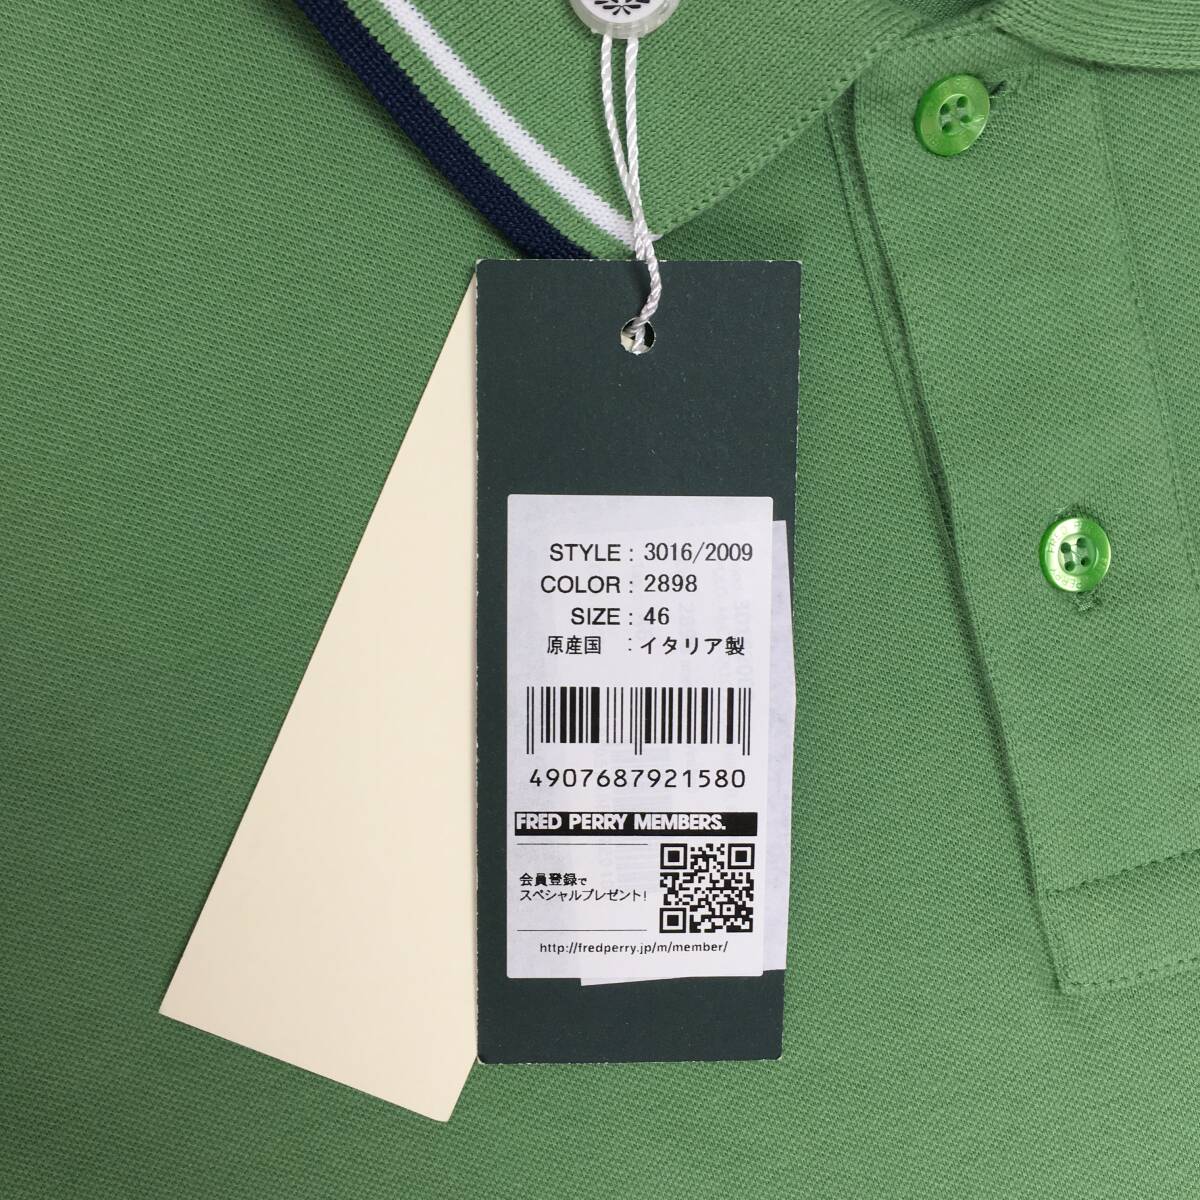 STYLE : 3016/2009
COLOR : 2898
SIZE : 46
原産国 : イタリア製
4907687921580
FRED PERRY MEMBERS.
会員登録で
スペシャルプレゼント!
http://fredperry.jp/m/member/